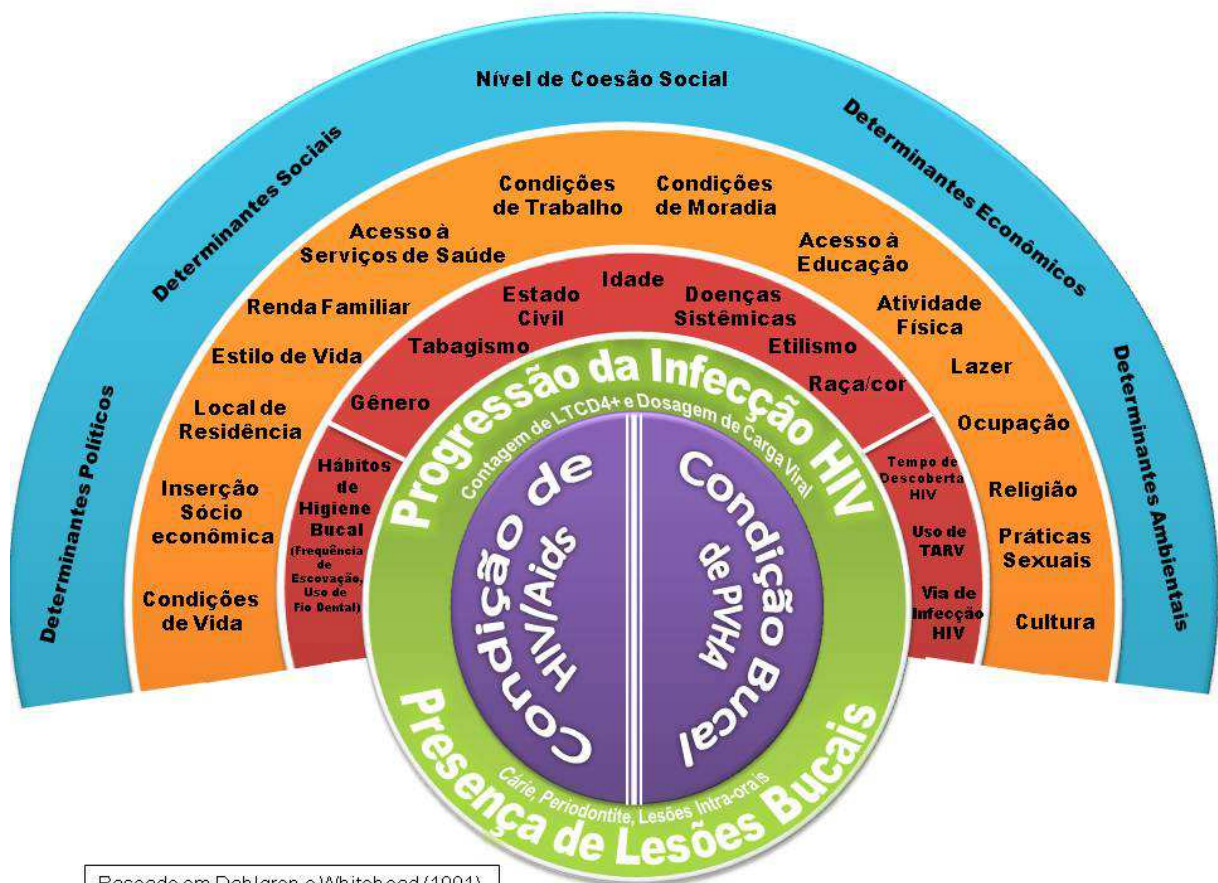 Nível de Coesão Social
Determinantes Sociais
Determinantes Econômicos
Determinantes Políticos
Determinantes Ambientais
Condições
de Trabalho
Condições
de Moradia
Acesso à
Serviços de Saúde
Acesso à
Educação
Renda Familiar
Atividade
Física
Estilo de Vida
Lazer
Local de
Residência
Ocupação
Inserção
Sócio
econômica
Religião
Práticas
Sexuais
Condições
de Vida
Cultura
Idade
Estado
Civil
Doenças
Sistêmicas
Tabagismo
Etilismo
Gênero
Raça/cor
Hábitos
de
Higiene
Bucal
(Frequência
de
Escovação,
Uso de
Fio Dental)
Tempo de
Descoberta
HIV
Uso de
TARV
Via de
Infecção
HIV
Progressão da Infecção HIV
Contagem de LTCD4+ e Dosagem de Carga Viral
Condição de
HIV/Aids
Condição Bucal
de PVHA
Cárie, Periodontite, Lesões Intra-orais
Presença de Lesões Bucais
Baseado em Dahlgren e Whitehead (1991)